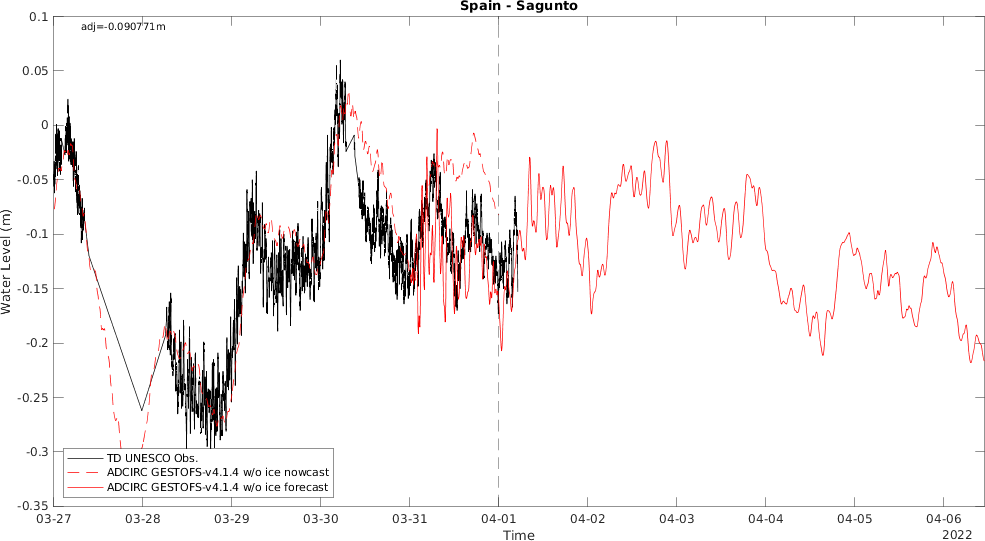 Spain - Sagunto
adj=-0.090771m
0.1
0.05
0
-0.05
-0.1
-0.15
-0.2
-0.25
-0.3
-0.35
Water Level (m)
TD UNESCO Obs.
ADCIRC GESTOFS-v4.1.4 w/o ice nowcast
ADCIRC GESTOFS-v4.1.4 w/o ice forecast
03-27 03-28 03-29 03-30 03-31 04-01 04-02 04-03 04-04 04-05 04-06
Time
2022